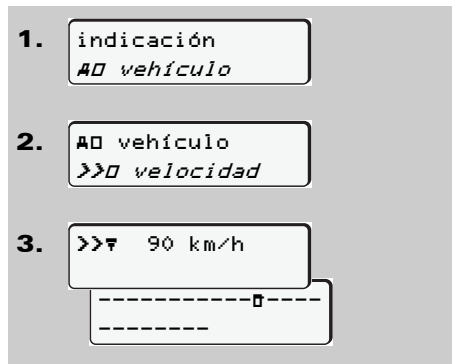 1. indicación
A□ vehículo
2. A□ vehículo
>>□ velocidad
3. >>▼ 90 km/h
-----------□----
--------